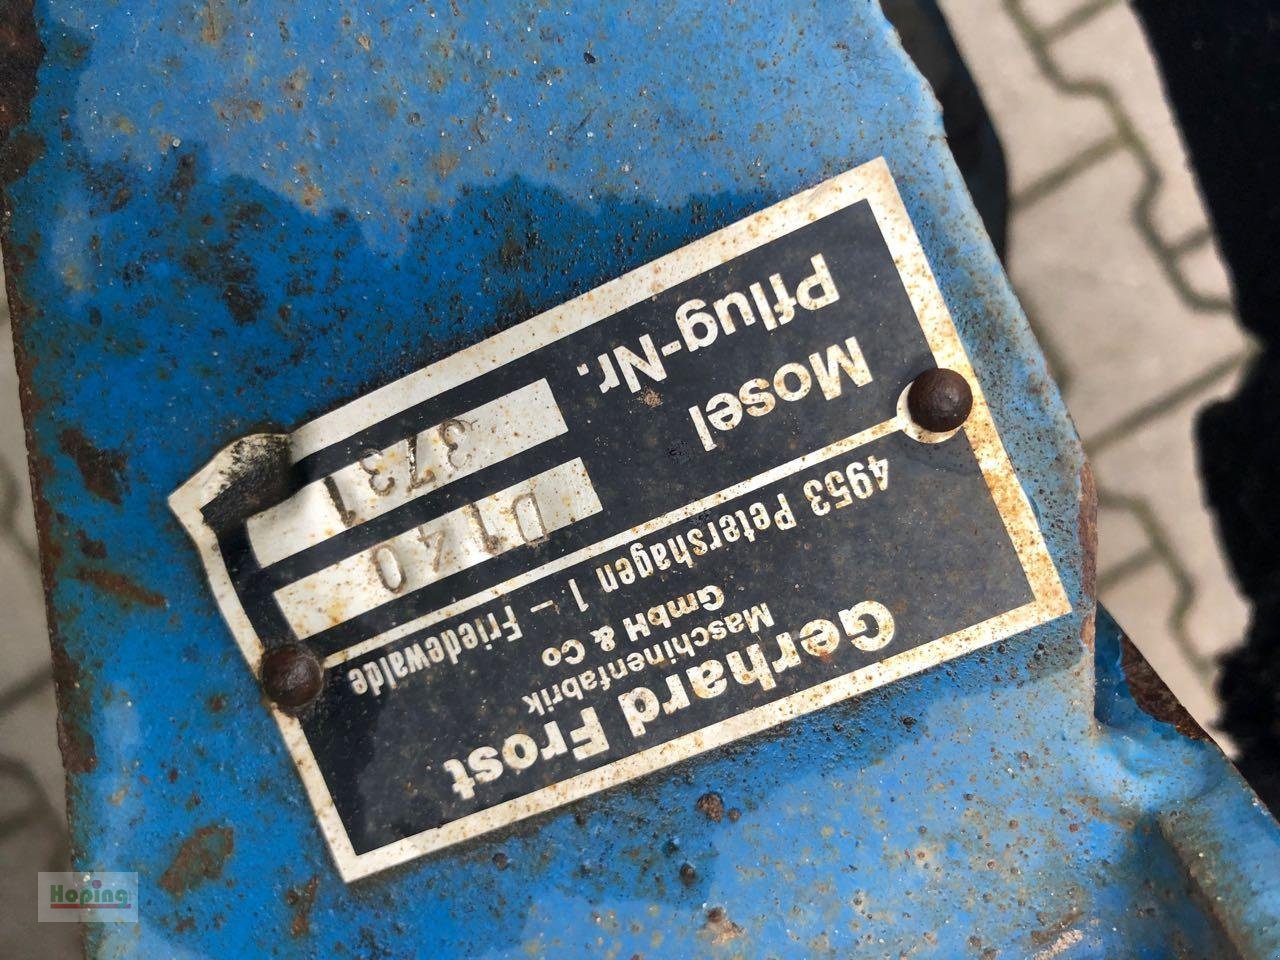 Gerhard Frost
Maschinenfabrik
GmbH & Co
4953 Petershagen 1 – Friedewalde
Mosel D140
Pflug-Nr. 3731
Hoping